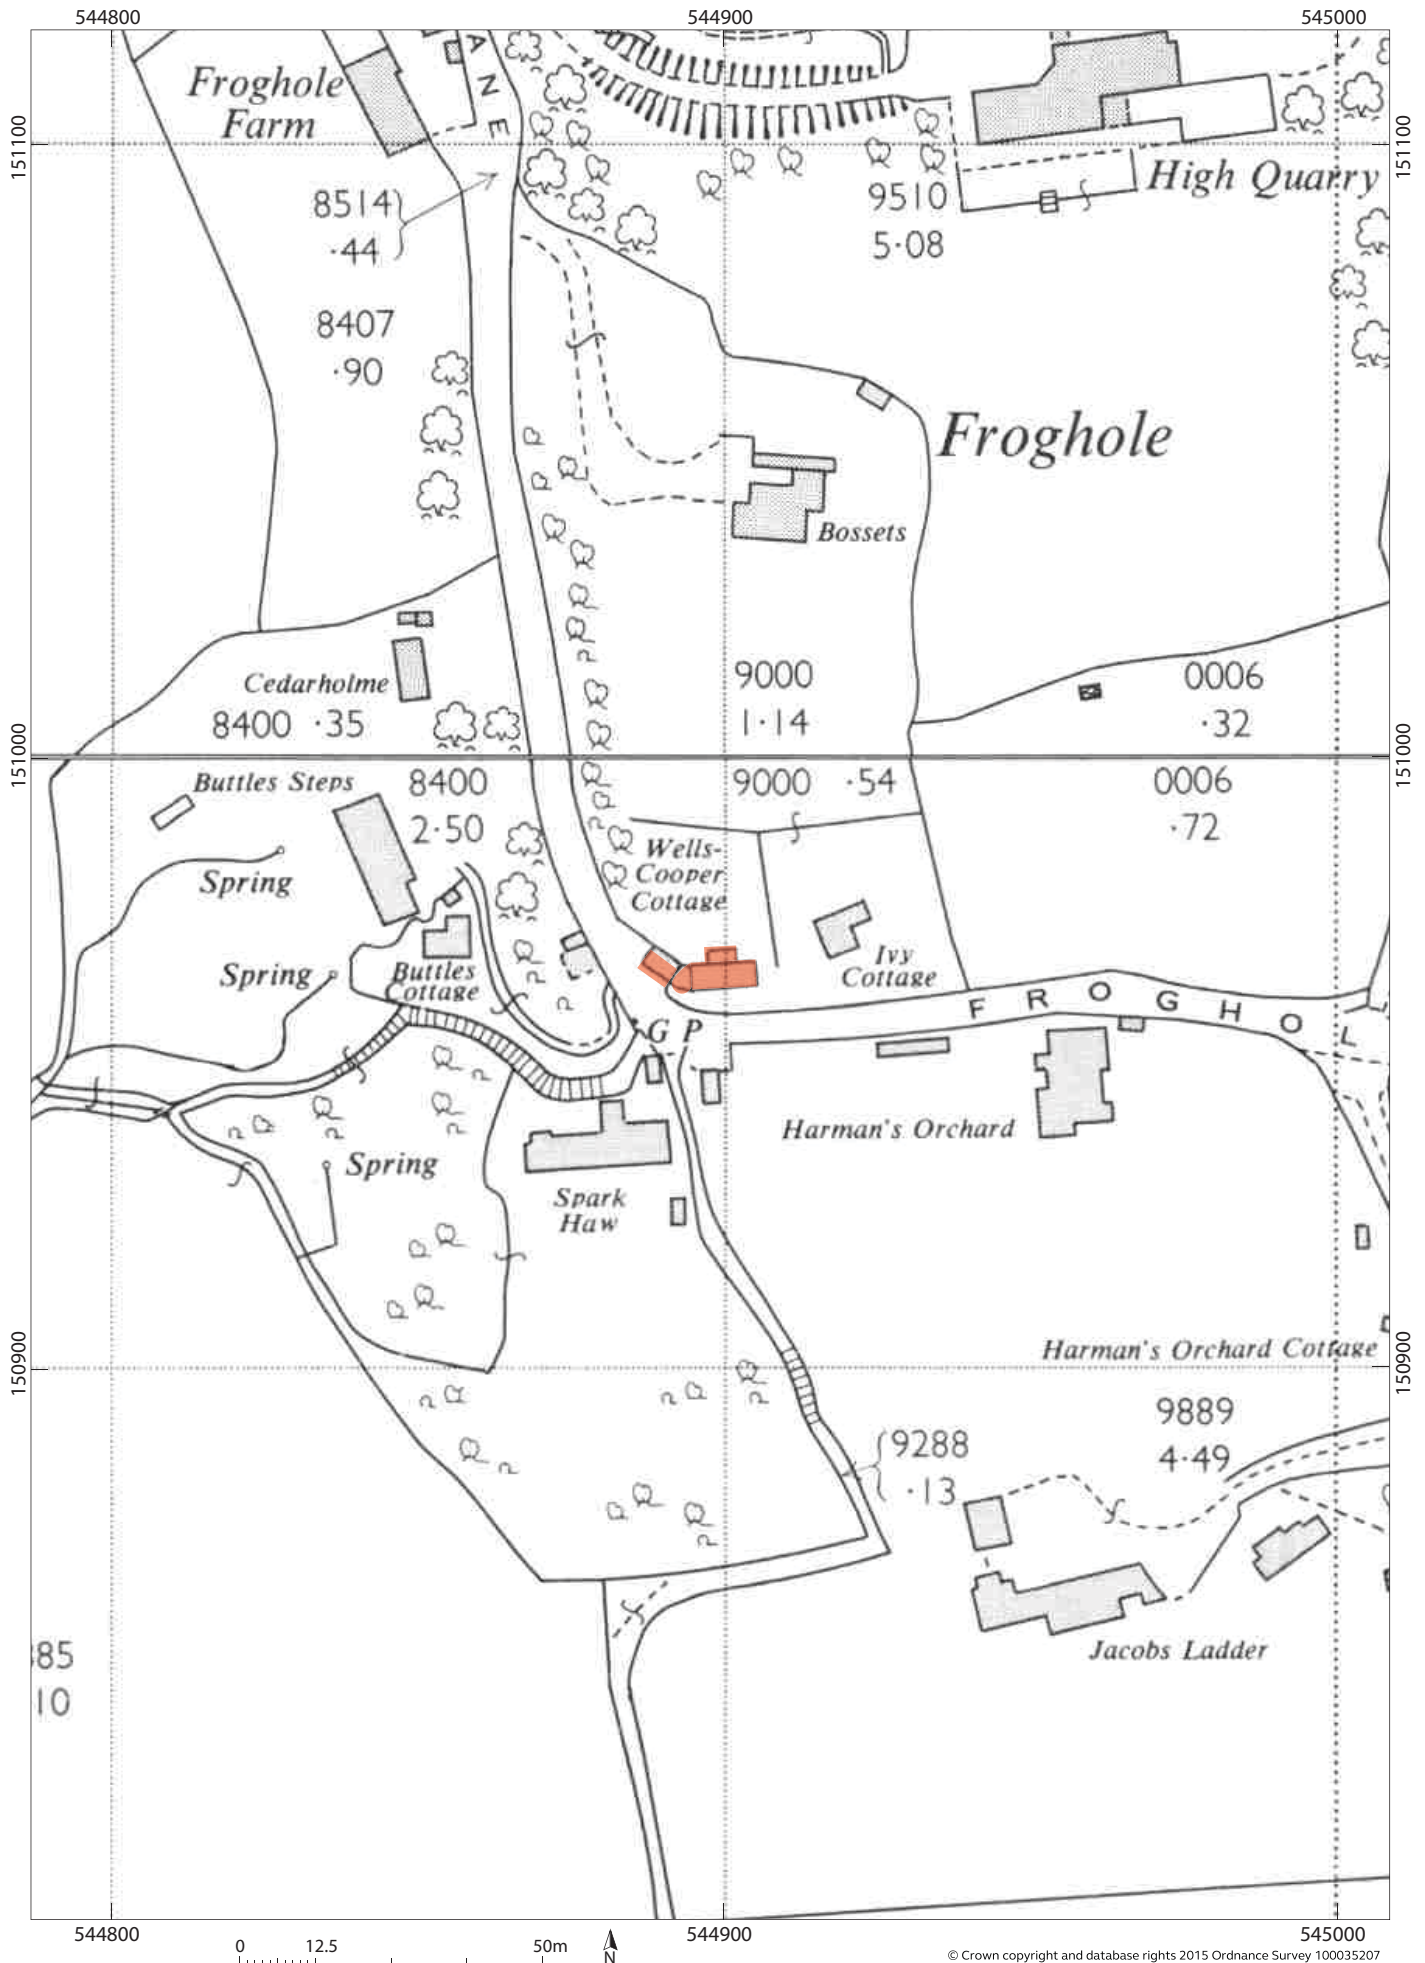 544800
544900
545000
Froghole
Farm
ANE
151100
151100
8514
·44
9510
5·08
High Quarry
8407
·90
Froghole
Bossets
Cedarholme
8400 ·35
9000
1·14
0006
·32
151000
151000
Buttles Steps
8400
2·50
9000 ·54
0006
·72
Wells-
Cooper
Cottage
Spring
Ivy
Cottage
Spring
Buttles
Cottage
FROGHOL
G P
Harman's Orchard
Spring
Spark
Haw
150900
150900
Harman's Orchard Cottage
9889
4·49
9288
·13
Jacobs Ladder
85
10
544800
544900
545000
0 12.5 50m
N
© Crown copyright and database rights 2015 Ordnance Survey 100035207